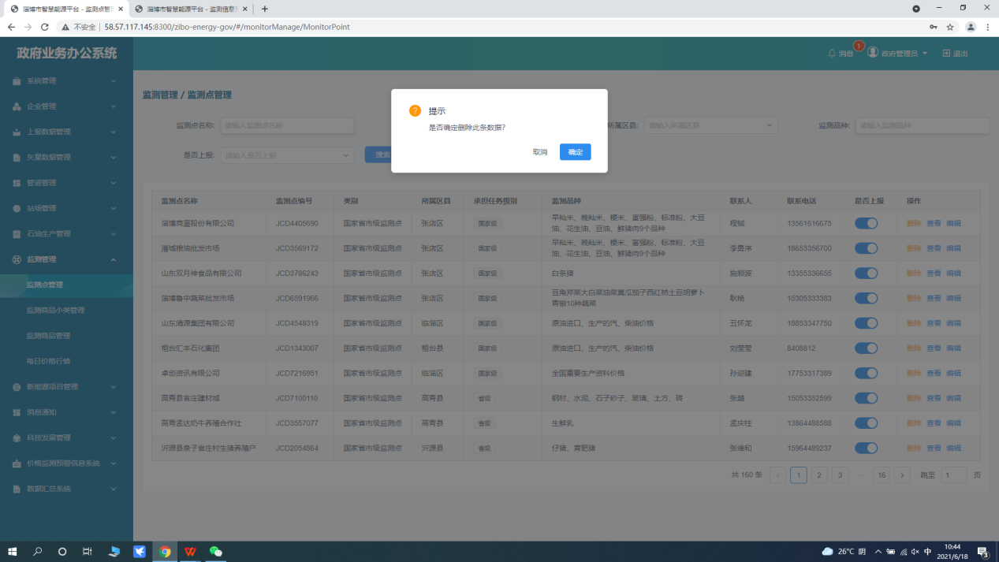 淄博市智慧能源平台 - 监测点管
淄博市智慧能源平台 - 监测信息
不安全 | 58.57.117.145:8300/zibo-energy-gov/#/monitorManage/MonitorPoint
政府业务办公系统
消息 1 政府管理员 退出
系统管理
企业管理
上报数据管理
矢量数据管理
管道管理
站场管理
石油生产管理
监测管理
监测点管理
监测商品小类管理
监测商品管理
每日价格行情
新能源项目管理
消息通知
科技发展管理
价格监测预警信息系统
数据汇总系统
监测管理 / 监测点管理
监测点名称: 请输入监测点名称 所属区县: 请输入所属区县 监测品种: 请输入监测品种
是否上报: 请输入是否上报 搜索
提示
是否确定删除此条数据?
取消 确定
监测点名称 监测点编号 类别 所属区县 承担任务级别 监测品种 联系人 联系电话 是否上报 操作
淄博商厦股份有限公司 JCD4405690 国家省市级监测点 张店区 国家级 早籼米、晚籼米、粳米、富强粉、标准粉、大豆油、花生油、豆油、鲜猪肉9个品种 程铖 13561616675 删除 查看 编辑
潘城粮油批发市场 JCD3569172 国家省市级监测点 张店区 国家级 早籼米、晚籼米、粳米、富强粉、标准粉、大豆油、花生油、豆油、鲜猪肉9个品种 李勇序 18653356700 删除 查看 编辑
山东双月神食品有限公司 JCD3786243 国家省市级监测点 张店区 国家级 白条猪 施顺波 13355336655 删除 查看 编辑
淄博鲁中蔬菜批发市场 JCD6591966 国家省市级监测点 张店区 国家级 豆角芹菜大白菜油菜黄瓜茄子西红柿土豆胡萝卜青椒10种蔬菜 耿艳 15305333383 删除 查看 编辑
山东清源集团有限公司 JCD4548319 国家省市级监测点 临淄区 国家级 原油进口、生产的汽、柴油价格 丑怀龙 18853347750 删除 查看 编辑
桓台汇丰石化集团 JCD1343007 国家省市级监测点 桓台县 国家级 原油进口、生产的汽、柴油价格 刘莹莹 8408812 删除 查看 编辑
卓创资讯有限公司 JCD7216951 国家省市级监测点 临淄区 国家级 全国重要生产资料价格 孙迎建 17753317389 删除 查看 编辑
高青县官庄建材城 JCD7100110 国家省市级监测点 高青县 省级 钢材、水泥、石子砂子、玻璃、土方、砖 张越 15053352599 删除 查看 编辑
高青孟达奶牛养殖合作社 JCD3557077 国家省市级监测点 高青县 省级 生鲜乳 孟庆柱 13864488588 删除 查看 编辑
沂源县泉子官庄村生猪养殖户 JCD2054864 国家省市级监测点 沂源县 省级 仔猪、育肥猪 张维和 15964489237 删除 查看 编辑
共 160 条 1 2 3 ··· 16 跳至 1 页
26°C 阴 中 10:44
2021/6/18 3